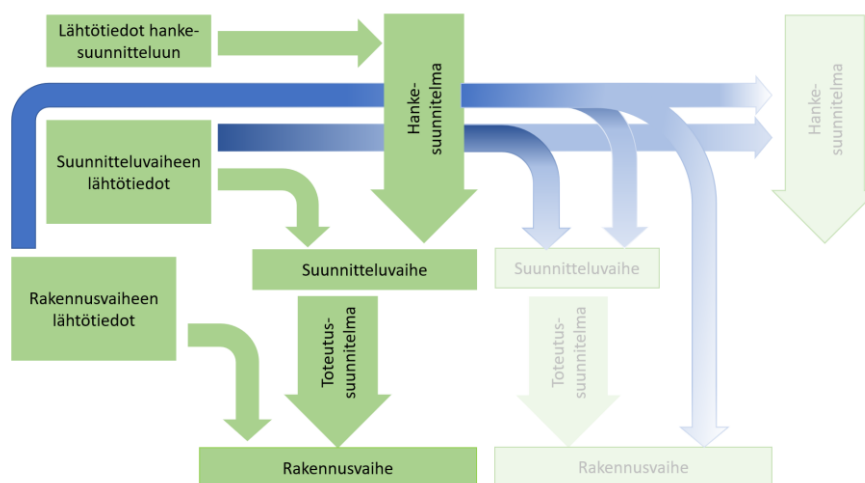 Lähtötiedot hanke-
suunnitteluun
Hanke-
suunnitelma
Hanke-
suunnitelma
Suunnitteluvaiheen
lähtötiedot
Suunnitteluvaihe
Suunnitteluvaihe
Rakennusvaiheen
lähtötiedot
Toteutus-
suunnitelma
Toteutus-
suunnitelma
Rakennusvaihe
Rakennusvaihe